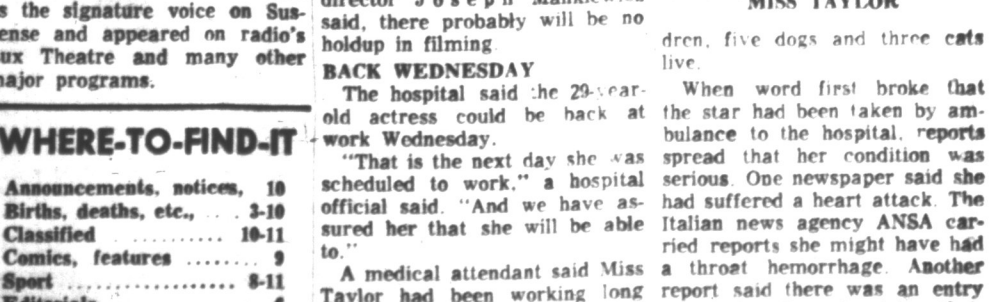 s the signature voice on Sus-
ense and appeared on radio's
ux Theatre and many other
ajor programs.
WHERE-TO-FIND-IT
Announcements, notices, 10
Births, deaths, etc., . . . 3-10
Classified . . . . . . . . . . . 10-11
Comics, features . . . . . . . . 9
Sport . . . . . . . . . . . . . . . . 8-11
said, there probably will be no
holdup in filming
BACK WEDNESDAY
The hospital said the 29-year-
old actress could be back at
work Wednesday.
"That is the next day she was
scheduled to work," a hospital
official said. "And we have as-
sured her that she will be able
to."
A medical attendant said Miss
Taylor had been working long
MISS TAYLOR
dren, five dogs and three cats
live.
When word first broke that
the star had been taken by am-
bulance to the hospital, reports
spread that her condition was
serious. One newspaper said she
had suffered a heart attack. The
Italian news agency ANSA car-
ried reports she might have had
a throat hemorrhage. Another
report said there was an entry